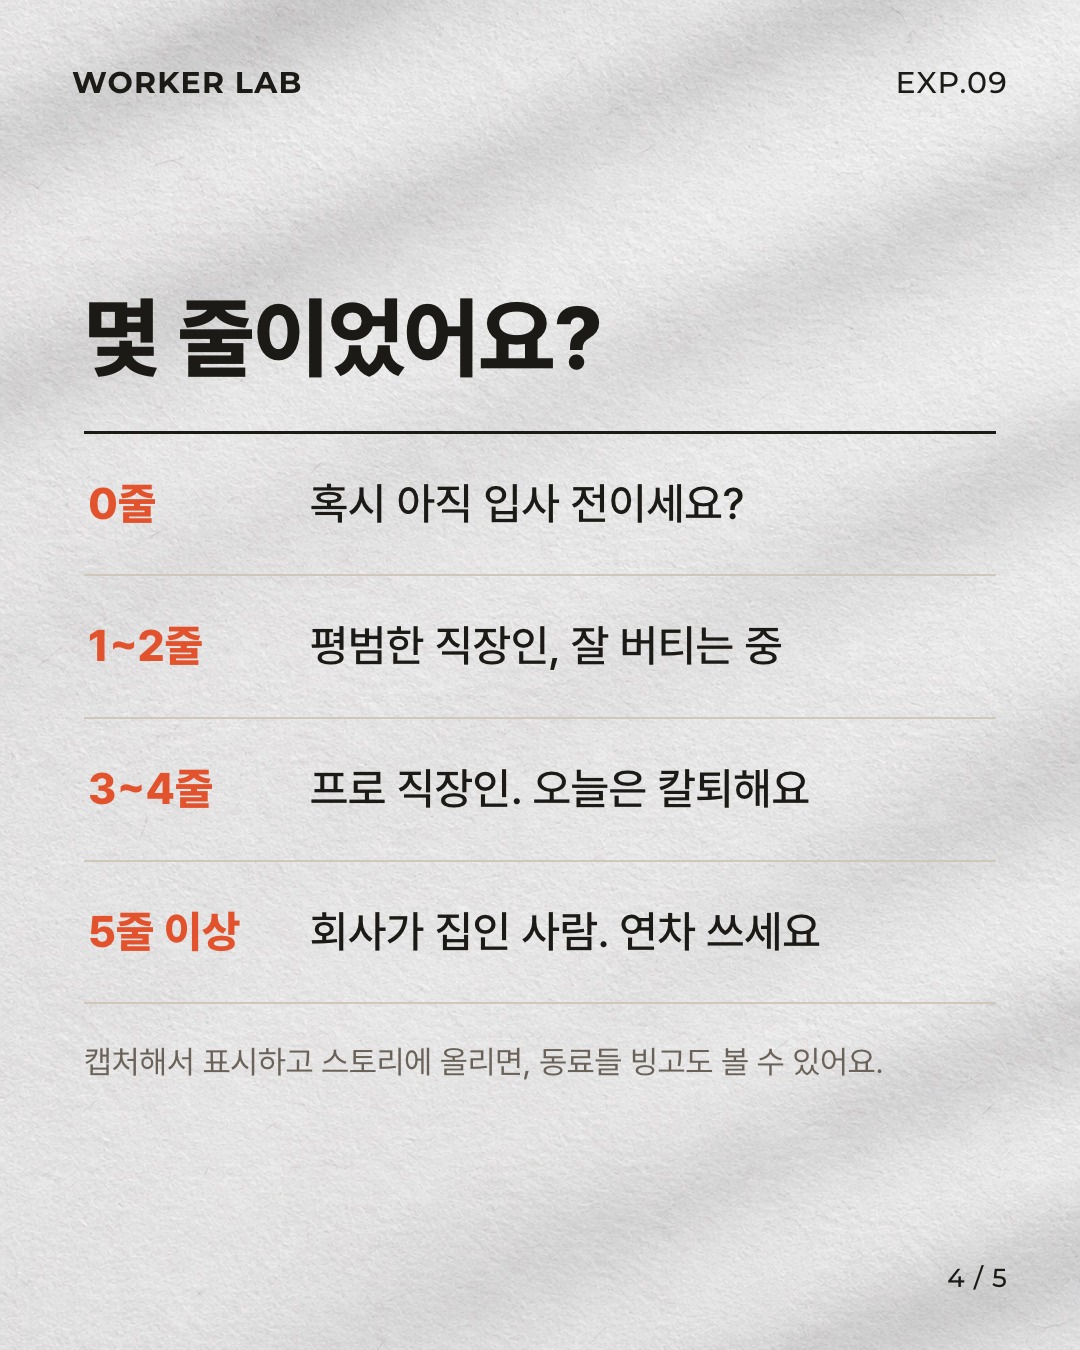 WORKER LAB
EXP.09
몇 줄이었어요?
0줄 혹시 아직 입사 전이세요?
1~2줄 평범한 직장인, 잘 버티는 중
3~4줄 프로 직장인. 오늘은 칼퇴해요
5줄 이상 회사가 집인 사람. 연차 쓰세요
캡처해서 표시하고 스토리에 올리면, 동료들 빙고도 볼 수 있어요.
4 / 5